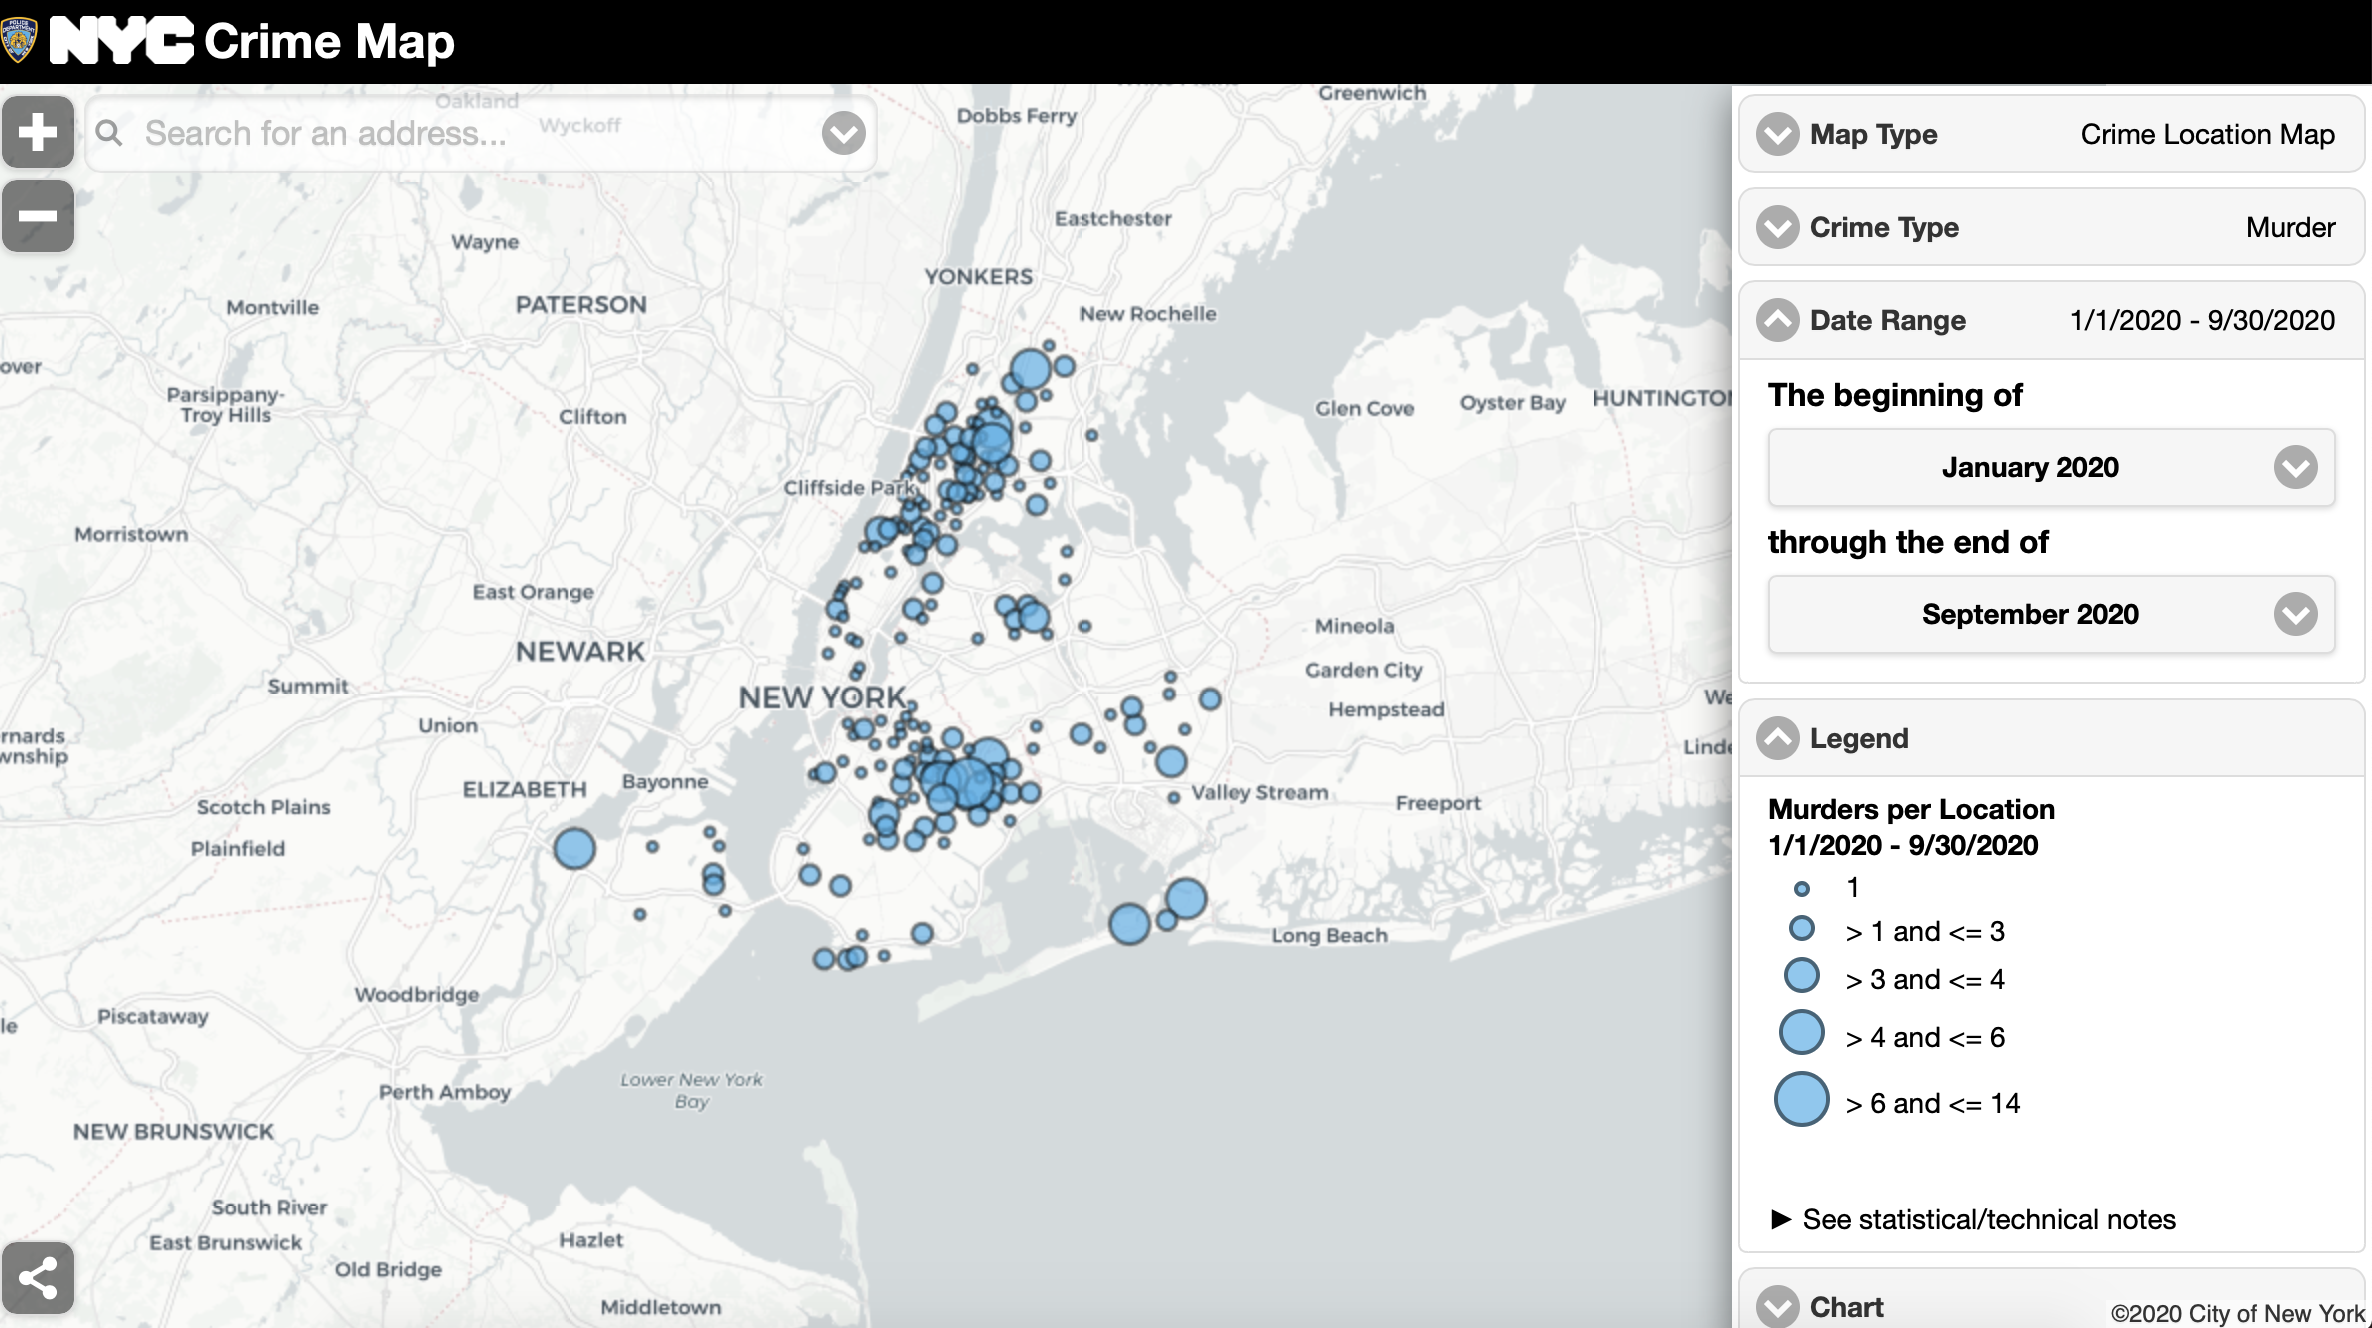 NYC Crime Map
Search for an address...
Oakland
Wyckoff
Dobbs Ferry
Greenwich
Eastchester
Wayne
YONKERS
Montville
PATERSON
New Rochelle
over
Parsippany-
Troy Hills
Clifton
Glen Cove
Oyster Bay
HUNTINGTO
Cliffside Park
Morristown
East Orange
Mineola
NEWARK
Garden City
Summit
NEW YORK
Hempstead
We
Union
rnards
wnship
Linde
ELIZABETH
Bayonne
Valley Stream
Freeport
Scotch Plains
Plainfield
Long Beach
Woodbridge
Piscataway
le
Lower New York
Bay
Perth Amboy
NEW BRUNSWICK
South River
East Brunswick
Hazlet
Old Bridge
Middletown
Map Type Crime Location Map
Crime Type Murder
Date Range 1/1/2020 - 9/30/2020
The beginning of
January 2020
through the end of
September 2020
Legend
Murders per Location
1/1/2020 - 9/30/2020
1
> 1 and <= 3
> 3 and <= 4
> 4 and <= 6
> 6 and <= 14
► See statistical/technical notes
Chart
©2020 City of New York